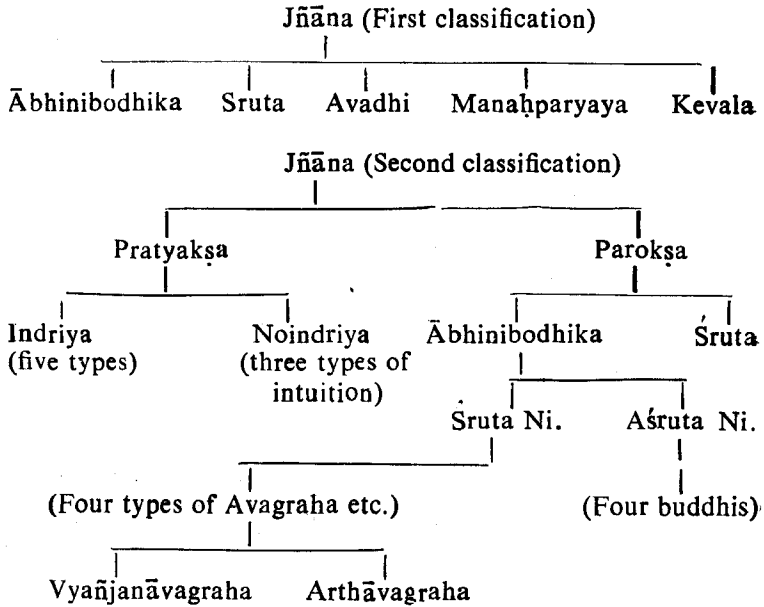 Jñāna (First classification)
Ābhinibodhika Sruta Avadhi Manaḥparyaya Kevala
Jñāna (Second classification)
Pratyakṣa Parokṣa
Indriya Noindriya Ābhinibodhika Śruta
(five types) (three types of
intuition)
Śruta Ni. Aśruta Ni.
(Four types of Avagraha etc.) (Four buddhis)
Vyañjanāvagraha Arthāvagraha